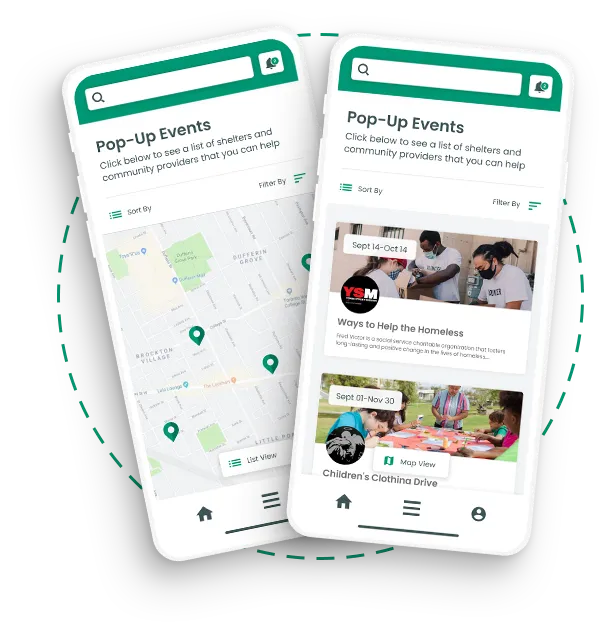 Pop-Up Events
Click below to see a list of shelters and
community providers that you can help
Sort By
Filter By
DUFFERIN
GROVE
BROCKTON
VILLAGE
List View
Pop-Up Events
Click below to see a list of shelters and
community providers that you can help
Sort By
Filter By
Sept 14-Oct 14
YSM
Ways to Help the Homeless
Fred Victor is a social service charitable organization that fosters
long-lasting and positive change in the lives of homeless...
Sept 01-Nov 30
Map View
Children's Clothing Drive